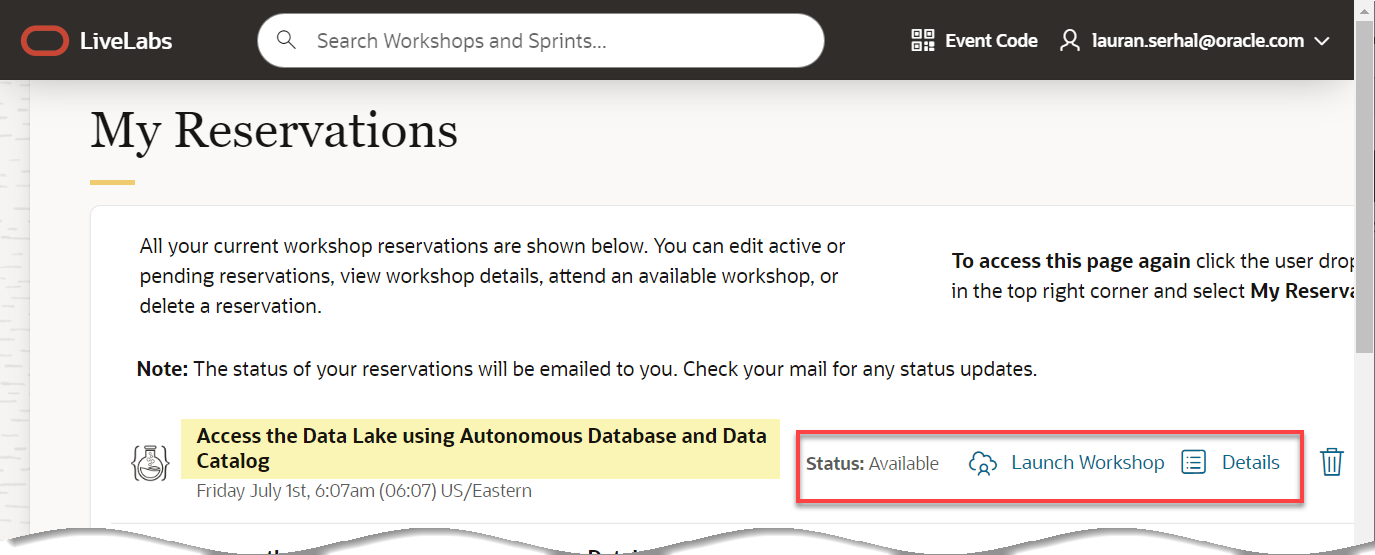 LiveLabs
Search Workshops and Sprints...
Event Code
lauran.serhal@oracle.com
My Reservations
All your current workshop reservations are shown below. You can edit active or
pending reservations, view workshop details, attend an available workshop, or
delete a reservation.
To access this page again click the user drop
in the top right corner and select My Reserva
Note: The status of your reservations will be emailed to you. Check your mail for any status updates.
Access the Data Lake using Autonomous Database and Data
Catalog
Friday July 1st, 6:07am (06:07) US/Eastern
Status: Available
Launch Workshop
Details